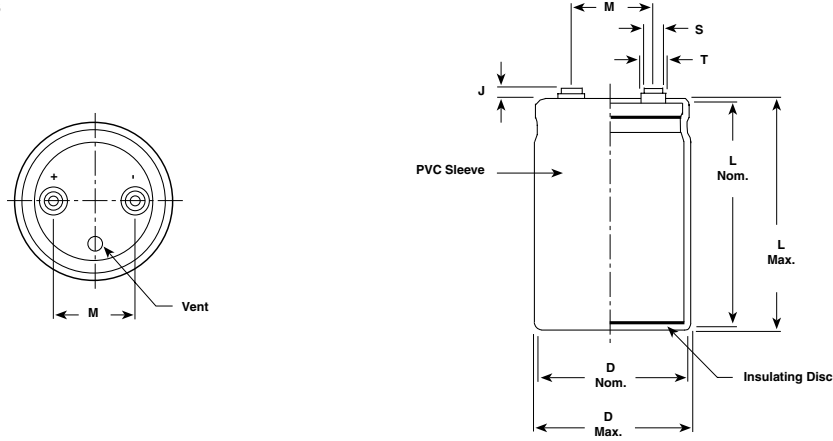 +
-
Vent
M
M
S
T
J
PVC Sleeve
L
Nom.
L
Max.
Insulating Disc
D
Nom.
D
Max.